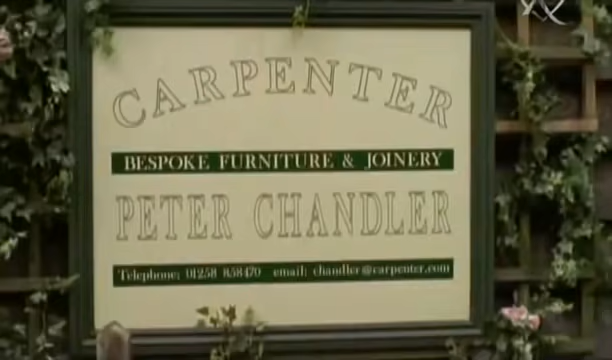 CARPENTER
BESPOKE FURNITURE & JOINERY
PETER CHANDLER
Telephone: 01258 858470 email: chandler@carpenter.com